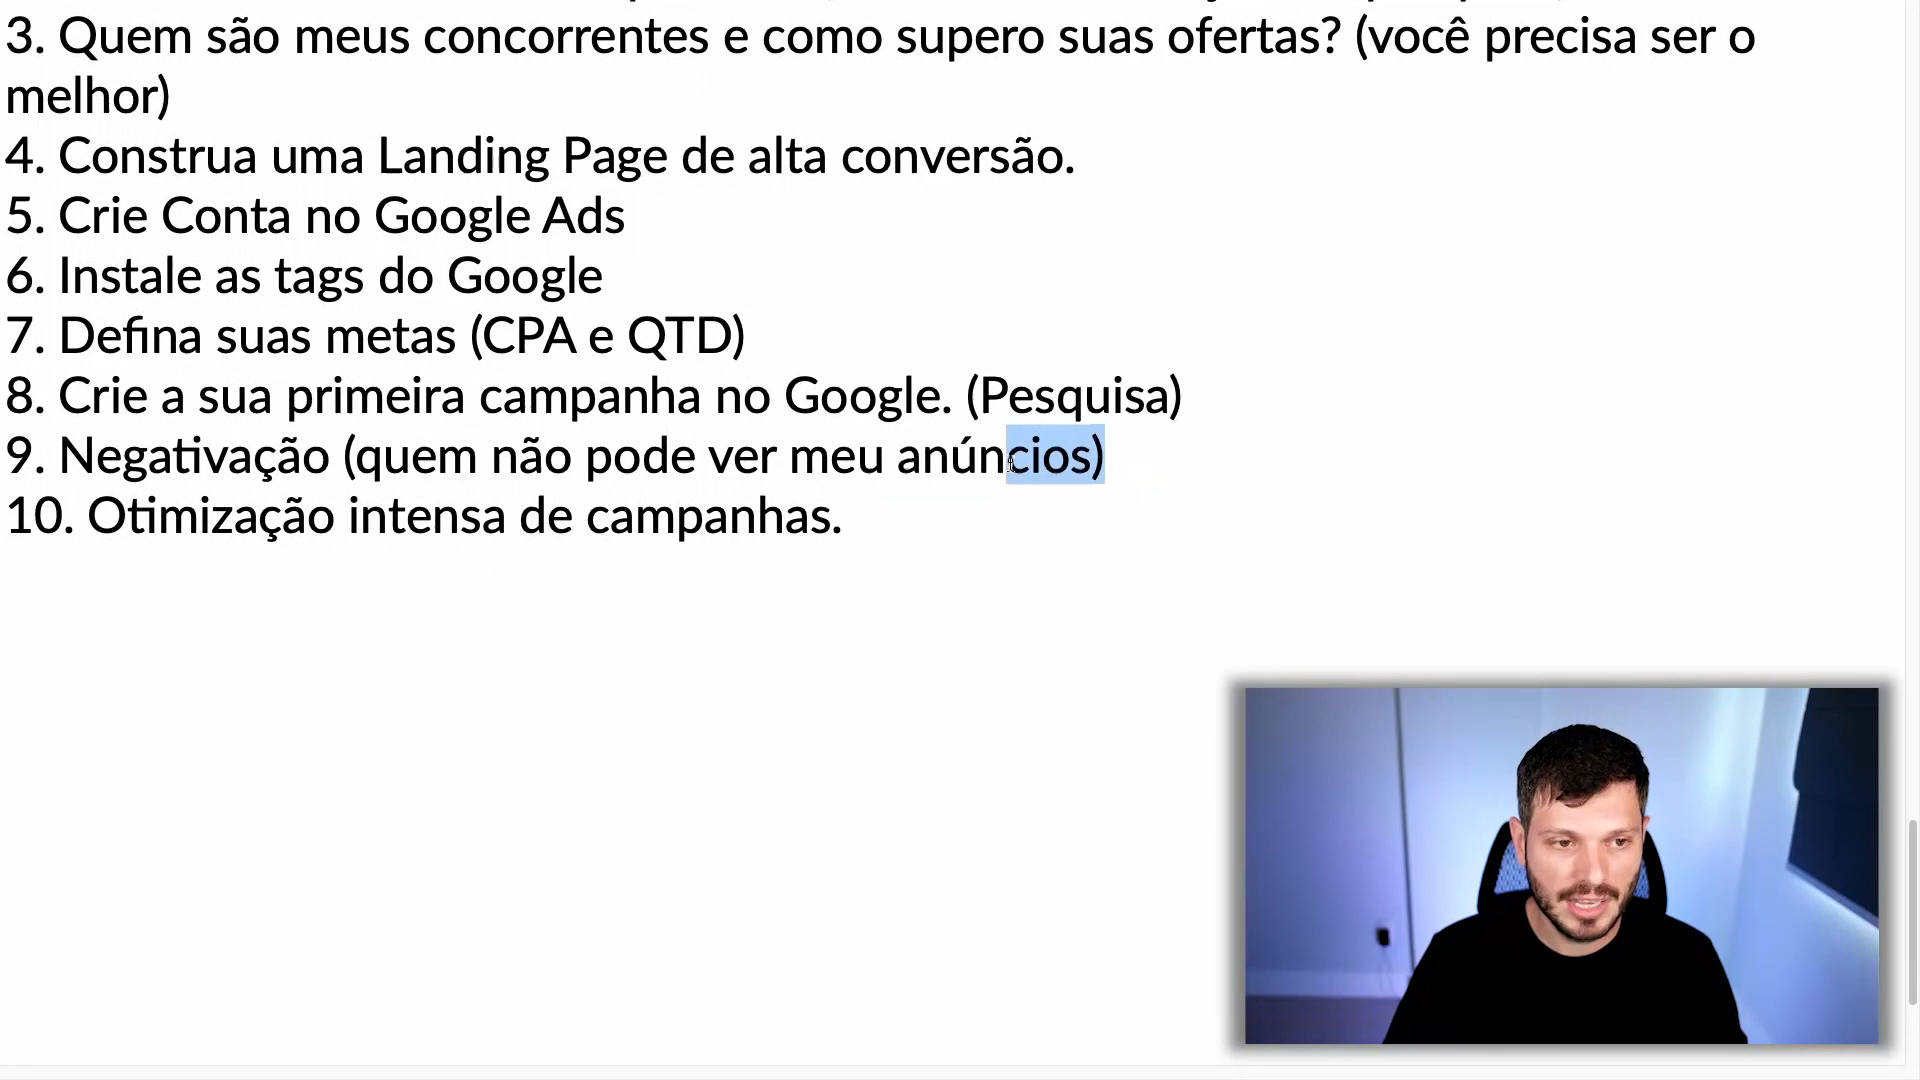 3. Quem são meus concorrentes e como supero suas ofertas? (você precisa ser o
melhor)
4. Construa uma Landing Page de alta conversão.
5. Crie Conta no Google Ads
6. Instale as tags do Google
7. Defina suas metas (CPA e QTD)
8. Crie a sua primeira campanha no Google. (Pesquisa)
9. Negativação (quem não pode ver meu anúncios)
10. Otimização intensa de campanhas.